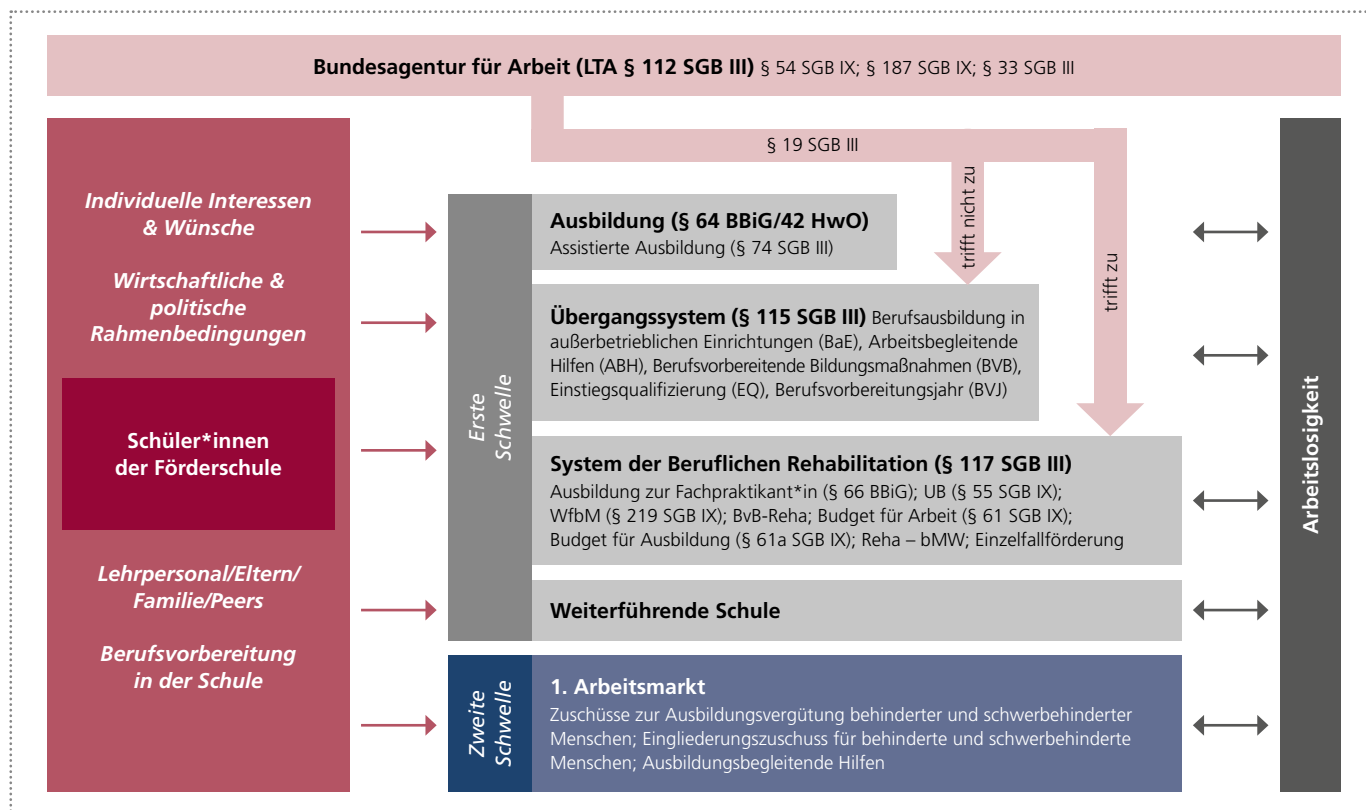 Bundesagentur für Arbeit (LTA § 112 SGB III) § 54 SGB IX; § 187 SGB IX; § 33 SGB III
§ 19 SGB III
trifft nicht zu
trifft zu
Individuelle Interessen
& Wünsche
Wirtschaftliche &
politische
Rahmenbedingungen
Schüler*innen
der Förderschule
Lehrpersonal/Eltern/
Familie/Peers
Berufsvorbereitung
in der Schule
Erste
Schwelle
Ausbildung (§ 64 BBiG/42 HwO)
Assistierte Ausbildung (§ 74 SGB III)
Übergangssystem (§ 115 SGB III) Berufsausbildung in
außerbetrieblichen Einrichtungen (BaE), Arbeitsbegleitende
Hilfen (ABH), Berufsvorbereitende Bildungsmaßnahmen (BVB),
Einstiegsqualifizierung (EQ), Berufsvorbereitungsjahr (BVJ)
System der Beruflichen Rehabilitation (§ 117 SGB III)
Ausbildung zur Fachpraktikant*in (§ 66 BBiG); UB (§ 55 SGB IX);
WfbM (§ 219 SGB IX); BvB-Reha; Budget für Arbeit (§ 61 SGB IX);
Budget für Ausbildung (§ 61a SGB IX); Reha – bMW; Einzelfallförderung
Weiterführende Schule
Zweite
Schwelle
1. Arbeitsmarkt
Zuschüsse zur Ausbildungsvergütung behinderter und schwerbehinderter
Menschen; Eingliederungszuschuss für behinderte und schwerbehinderte
Menschen; Ausbildungsbegleitende Hilfen
Arbeitslosigkeit